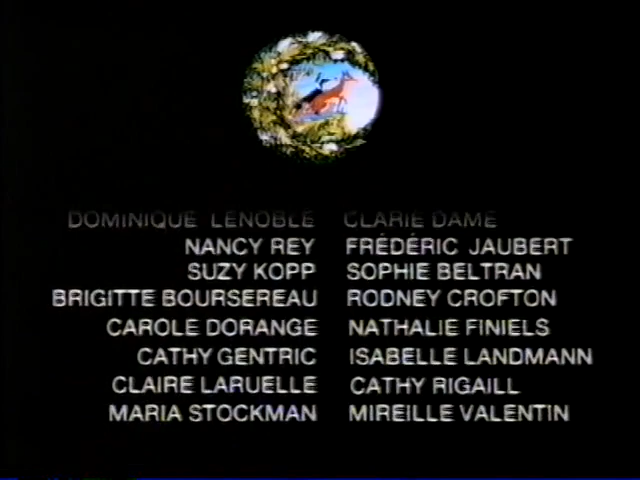 DOMINIQUE LENOBLE CLARIE DAME
NANCY REY FRÉDÉRIC JAUBERT
SUZY KOPP SOPHIE BELTRAN
BRIGITTE BOURSEREAU RODNEY CROFTON
CAROLE DORANGE NATHALIE FINIELS
CATHY GENTRIC ISABELLE LANDMANN
CLAIRE LARUELLE CATHY RIGAILL
MARIA STOCKMAN MIREILLE VALENTIN